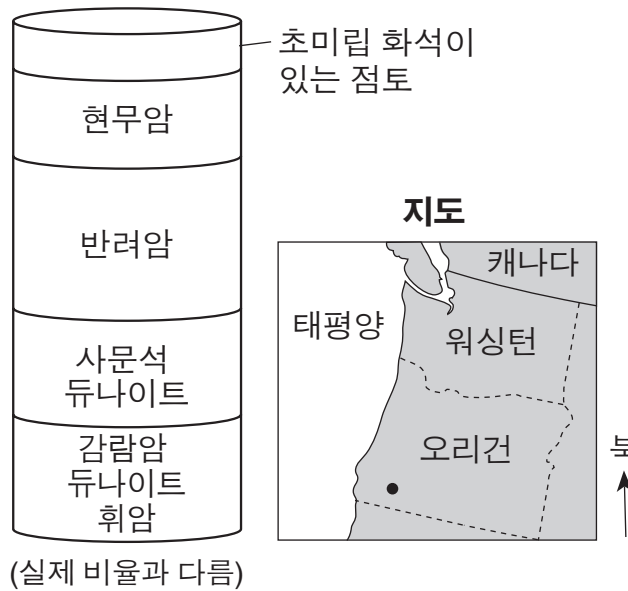 초미립 화석이
있는 점토
현무암
반려암
사문석
듀나이트
감람암
듀나이트
휘암
(실제 비율과 다름)
지도
캐나다
태평양
워싱턴
오리건